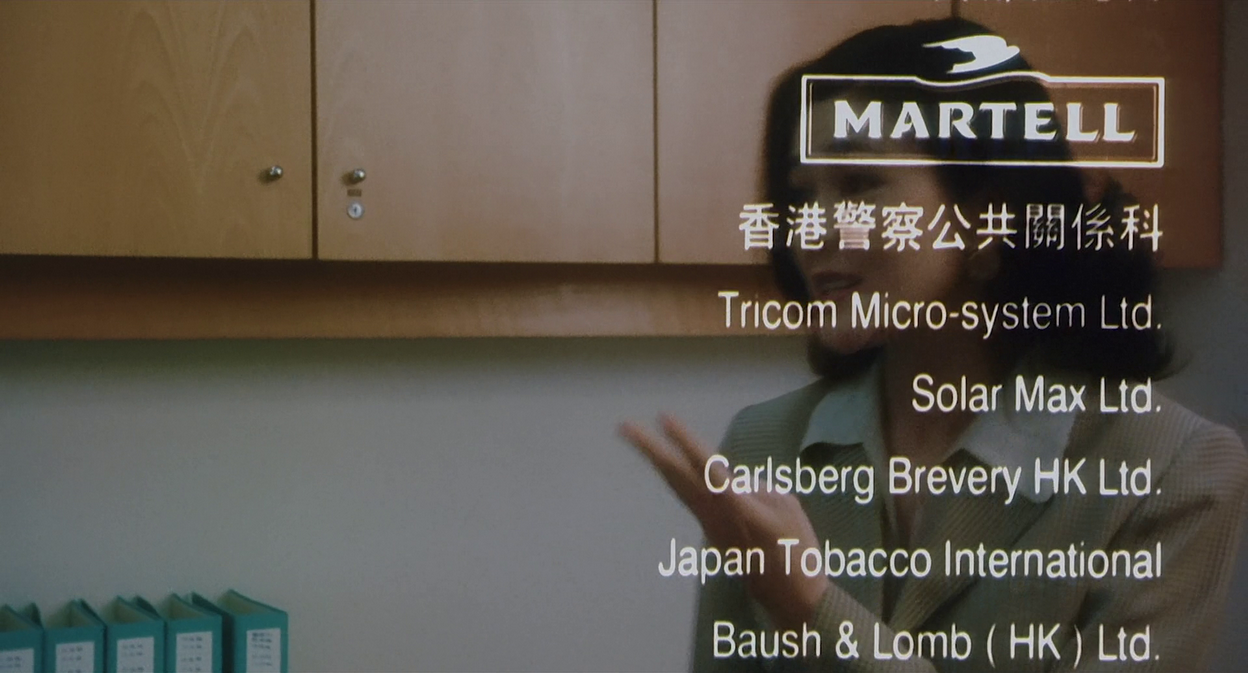 MARTELL
香港警察公共關係科
Tricom Micro-system Ltd.
Solar Max Ltd.
Carlsberg Brevery HK Ltd.
Japan Tobacco International
Baush & Lomb ( HK ) Ltd.